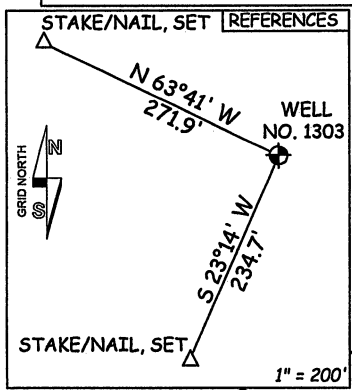 STAKE/NAIL, SET
REFERENCES
N 63°41' W
271.9'
WELL
NO. 1303
GRID NORTH
N
S
S 23°14' W
234.7'
STAKE/NAIL, SET
1" = 200'